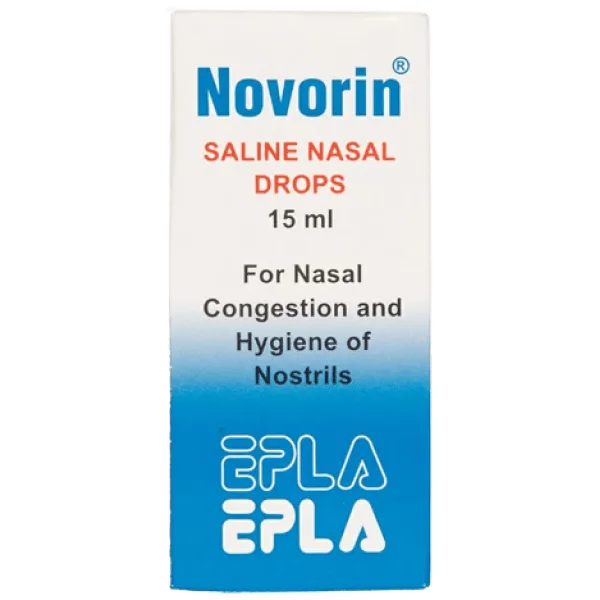 Novorin®
SALINE NASAL
DROPS
15 ml
For Nasal
Congestion and
Hygiene of
Nostrils
EPLA
EPLA